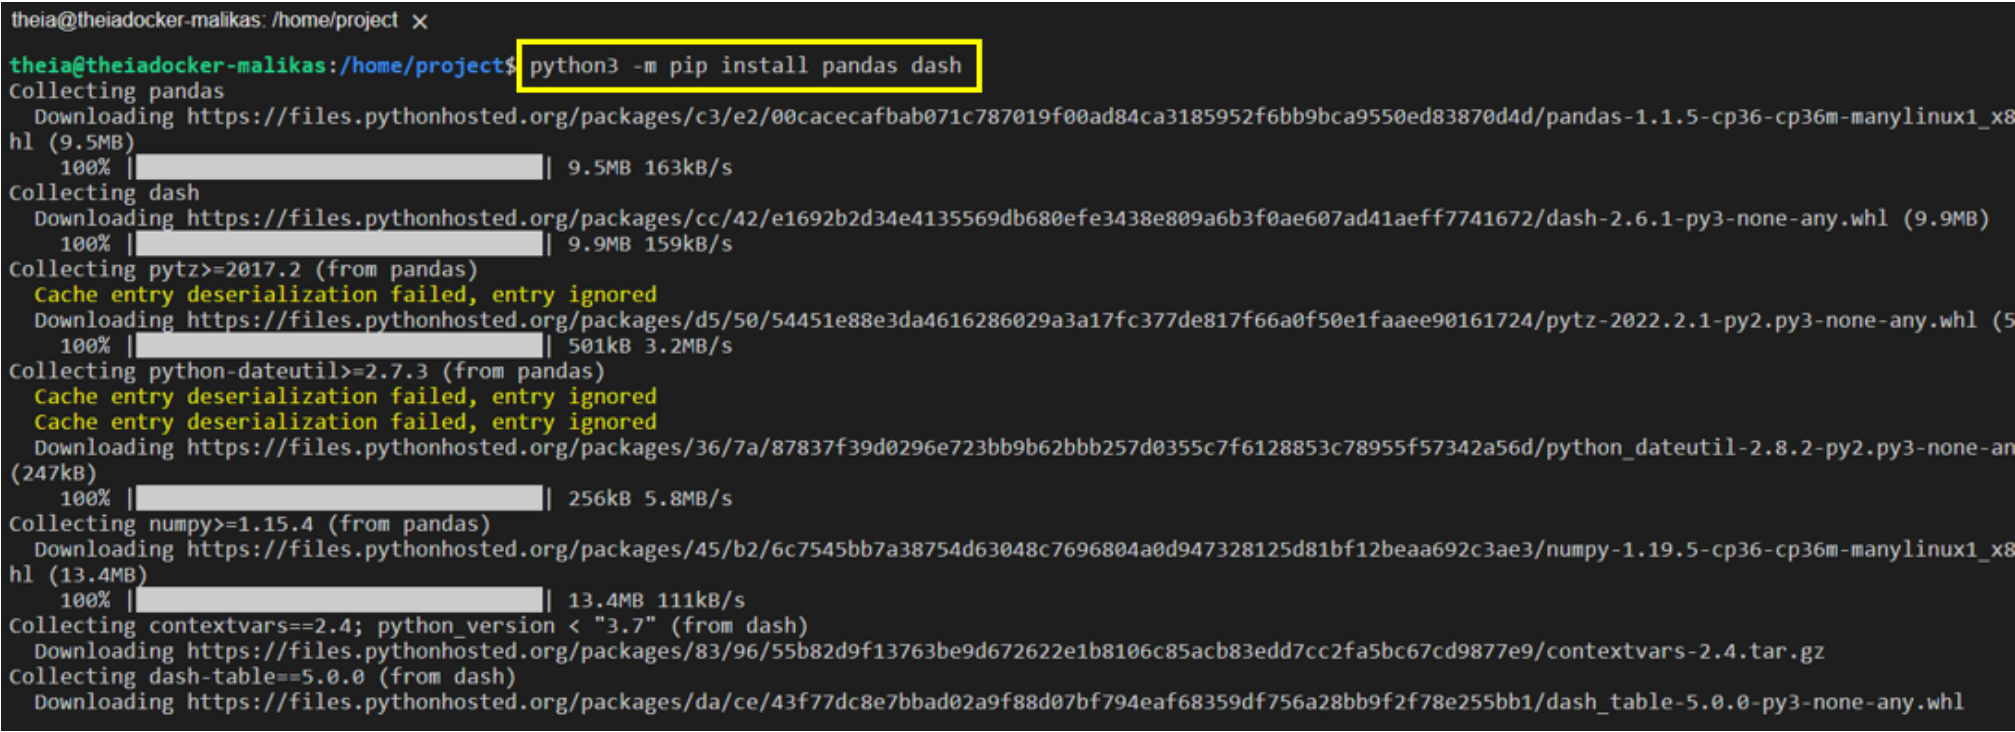 theia@theiadocker-malikas: /home/project ×
theia@theiadocker-malikas:/home/project$ python3 -m pip install pandas dash
Collecting pandas
Downloading https://files.pythonhosted.org/packages/c3/e2/00cacecafbab071c787019f00ad84ca3185952f6bb9bca9550ed83870d4d/pandas-1.1.5-cp36-cp36m-manylinux1_x8
hl (9.5MB)
100% | | 9.5MB 163kB/s
Collecting dash
Downloading https://files.pythonhosted.org/packages/cc/42/e1692b2d34e4135569db680efe3438e809a6b3f0ae607ad41aeff7741672/dash-2.6.1-py3-none-any.whl (9.9MB)
100% | | 9.9MB 159kB/s
Collecting pytz>=2017.2 (from pandas)
Cache entry deserialization failed, entry ignored
Downloading https://files.pythonhosted.org/packages/d5/50/54451e88e3da4616286029a3a17fc377de817f66a0f50e1faaee90161724/pytz-2022.2.1-py2.py3-none-any.whl (5
100% | | 501kB 3.2MB/s
Collecting python-dateutil>=2.7.3 (from pandas)
Cache entry deserialization failed, entry ignored
Cache entry deserialization failed, entry ignored
Downloading https://files.pythonhosted.org/packages/36/7a/87837f39d0296e723bb9b62bbb257d0355c7f6128853c78955f57342a56d/python_dateutil-2.8.2-py2.py3-none-an
(247kB)
100% | | 256kB 5.8MB/s
Collecting numpy>=1.15.4 (from pandas)
Downloading https://files.pythonhosted.org/packages/45/b2/6c7545bb7a38754d63048c7696804a0d947328125d81bf12beaa692c3ae3/numpy-1.19.5-cp36-cp36m-manylinux1_x8
hl (13.4MB)
100% | | 13.4MB 111kB/s
Collecting contextvars==2.4; python_version < "3.7" (from dash)
Downloading https://files.pythonhosted.org/packages/83/96/55b82d9f13763be9d672622e1b8106c85acb83edd7cc2fa5bc67cd9877e9/contextvars-2.4.tar.gz
Collecting dash-table==5.0.0 (from dash)
Downloading https://files.pythonhosted.org/packages/da/ce/43f77dc8e7bbad02a9f88d07bf794eaf68359df756a28bb9f2f78e255bb1/dash_table-5.0.0-py3-none-any.whl